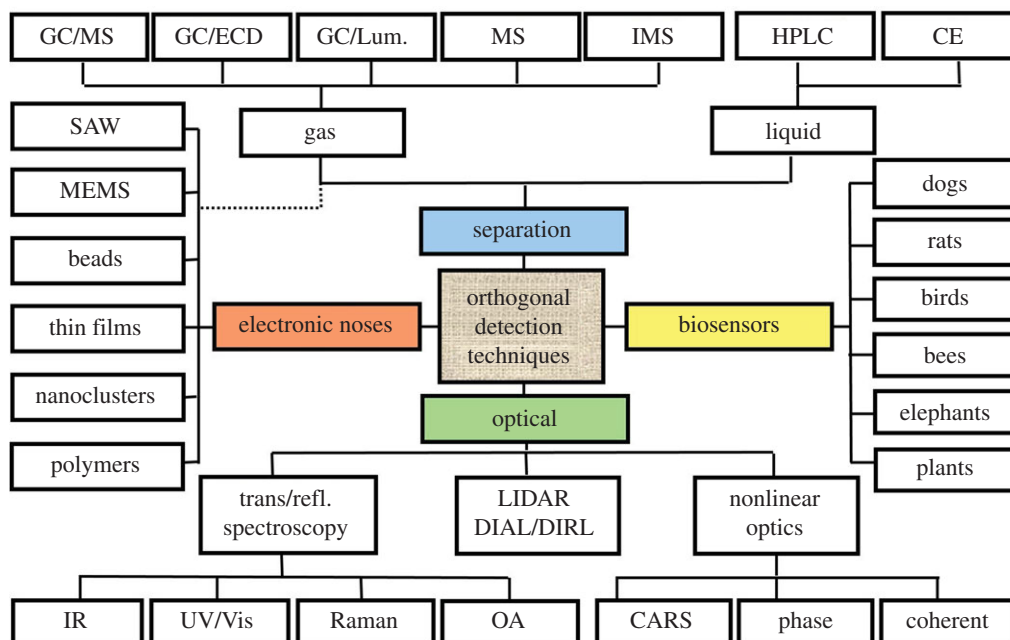 GC/MS
GC/ECD
GC/Lum.
MS
IMS
HPLC
CE
SAW
gas
liquid
MEMS
dogs
separation
beads
rats
orthogonal
detection
techniques
birds
thin films
electronic noses
biosensors
bees
nanoclusters
optical
elephants
polymers
plants
trans/refl.
spectroscopy
LIDAR
DIAL/DIRL
nonlinear
optics
IR
UV/Vis
Raman
OA
CARS
phase
coherent